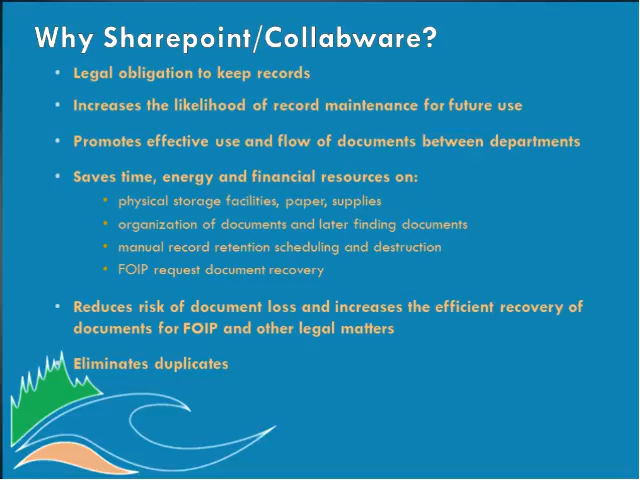 Why Sharepoint/Collabware?
• Legal obligation to keep records
• Increases the likelihood of record maintenance for future use
• Promotes effective use and flow of documents between departments
• Saves time, energy and financial resources on:
• physical storage facilities, paper, supplies
• organization of documents and later finding documents
• manual record retention scheduling and destruction
• FOIP request document recovery
• Reduces risk of document loss and increases the efficient recovery of
documents for FOIP and other legal matters
• Eliminates duplicates